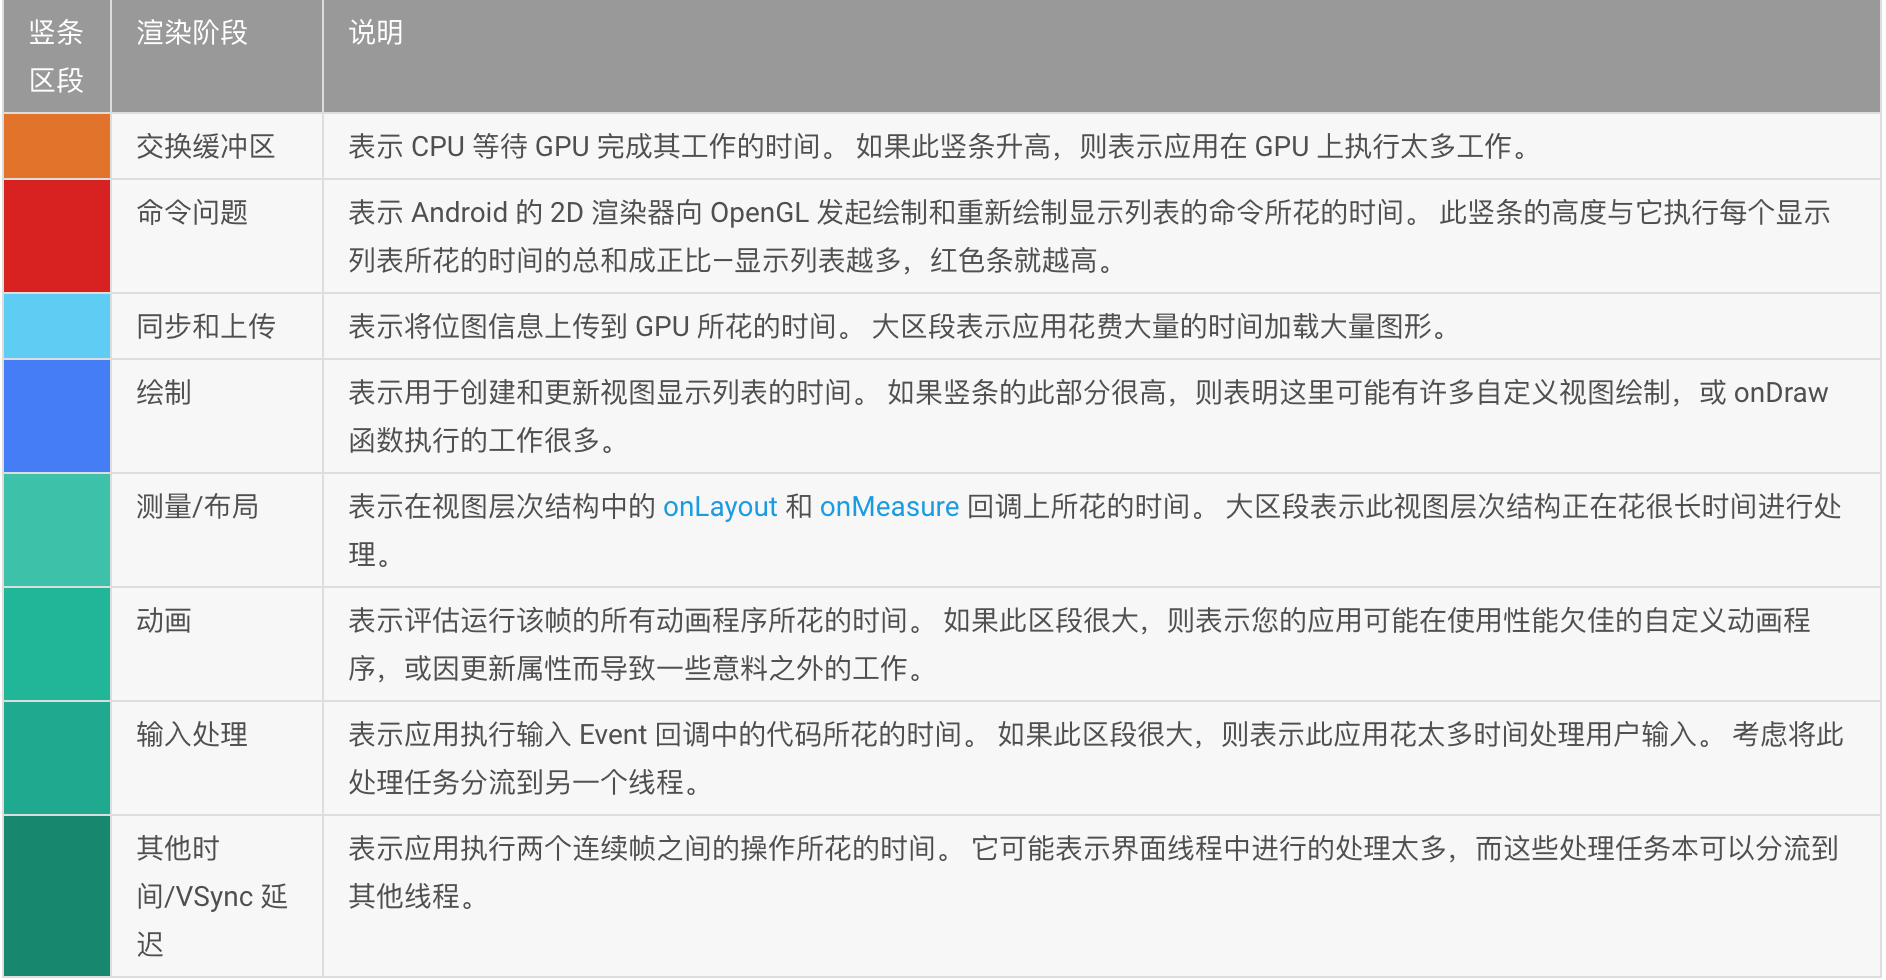 竖条
区段
渲染阶段
说明
交换缓冲区
表示 CPU 等待 GPU 完成其工作的时间。 如果此竖条升高，则表示应用在 GPU 上执行太多工作。
命令问题
表示 Android 的 2D 渲染器向 OpenGL 发起绘制和重新绘制显示列表的命令所花的时间。 此竖条的高度与它执行每个显示
列表所花的时间的总和成正比—显示列表越多，红色条就越高。
同步和上传
表示将位图信息上传到 GPU 所花的时间。 大区段表示应用花费大量的时间加载大量图形。
绘制
表示用于创建和更新视图显示列表的时间。 如果竖条的此部分很高，则表明这里可能有许多自定义视图绘制，或 onDraw
函数执行的工作很多。
测量/布局
表示在视图层次结构中的 onLayout 和 onMeasure 回调上所花的时间。 大区段表示此视图层次结构正在花很长时间进行处
理。
动画
表示评估运行该帧的所有动画程序所花的时间。 如果此区段很大，则表示您的应用可能在使用性能欠佳的自定义动画程
序，或因更新属性而导致一些意料之外的工作。
输入处理
表示应用执行输入 Event 回调中的代码所花的时间。 如果此区段很大，则表示此应用花太多时间处理用户输入。 考虑将此
处理任务分流到另一个线程。
其他时
间/VSync 延
迟
表示应用执行两个连续帧之间的操作所花的时间。 它可能表示界面线程中进行的处理太多，而这些处理任务本可以分流到
其他线程。